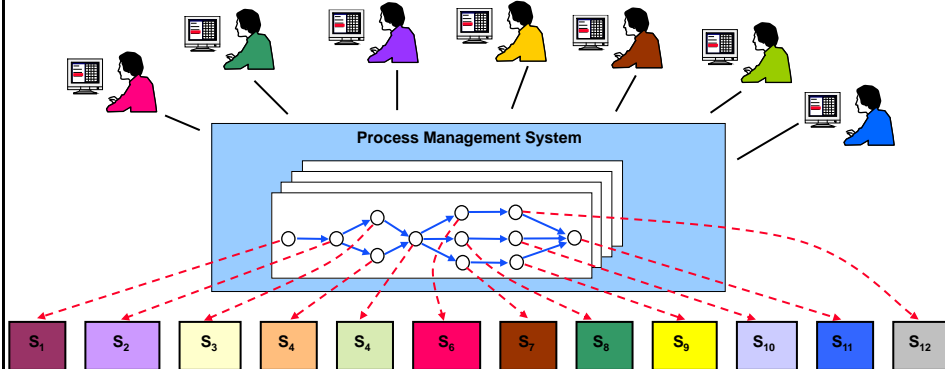 Process Management System
S1
S2
S3
S4
S4
S6
S7
S8
S9
S10
S11
S12